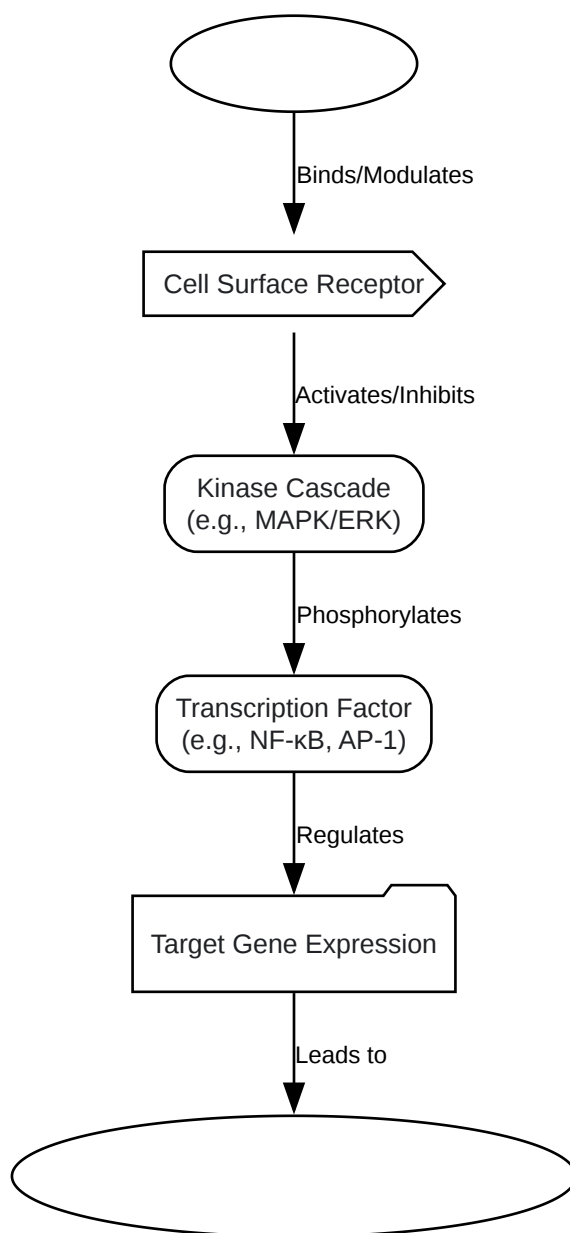 Binds/Modulates
Cell Surface Receptor
Activates/Inhibits
Kinase Cascade
(e.g., MAPK/ERK)
Phosphorylates
Transcription Factor
(e.g., NF-κB, AP-1)
Regulates
Target Gene Expression
Leads to